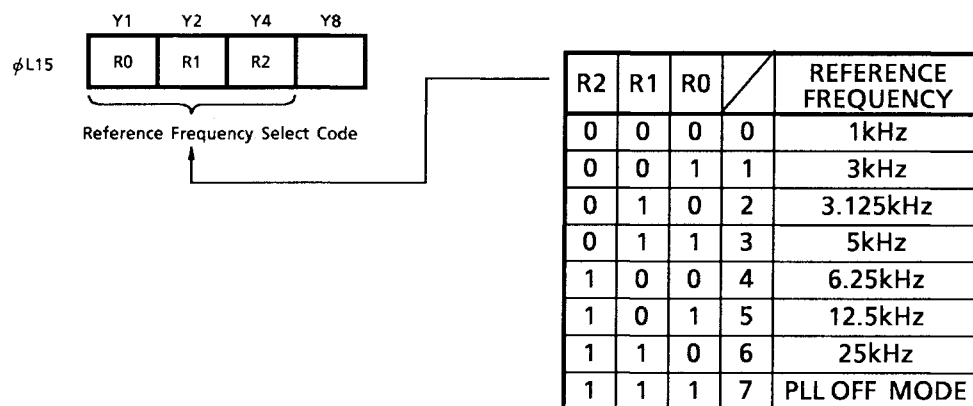 Y1 Y2 Y4 Y8
ϕL15 R0 R1 R2
Reference Frequency Select Code
R2 R1 R0 REFERENCE FREQUENCY
0 0 0 0 1kHz
0 0 1 1 3kHz
0 1 0 2 3.125kHz
0 1 1 3 5kHz
1 0 0 4 6.25kHz
1 0 1 5 12.5kHz
1 1 0 6 25kHz
1 1 1 7 PLL OFF MODE